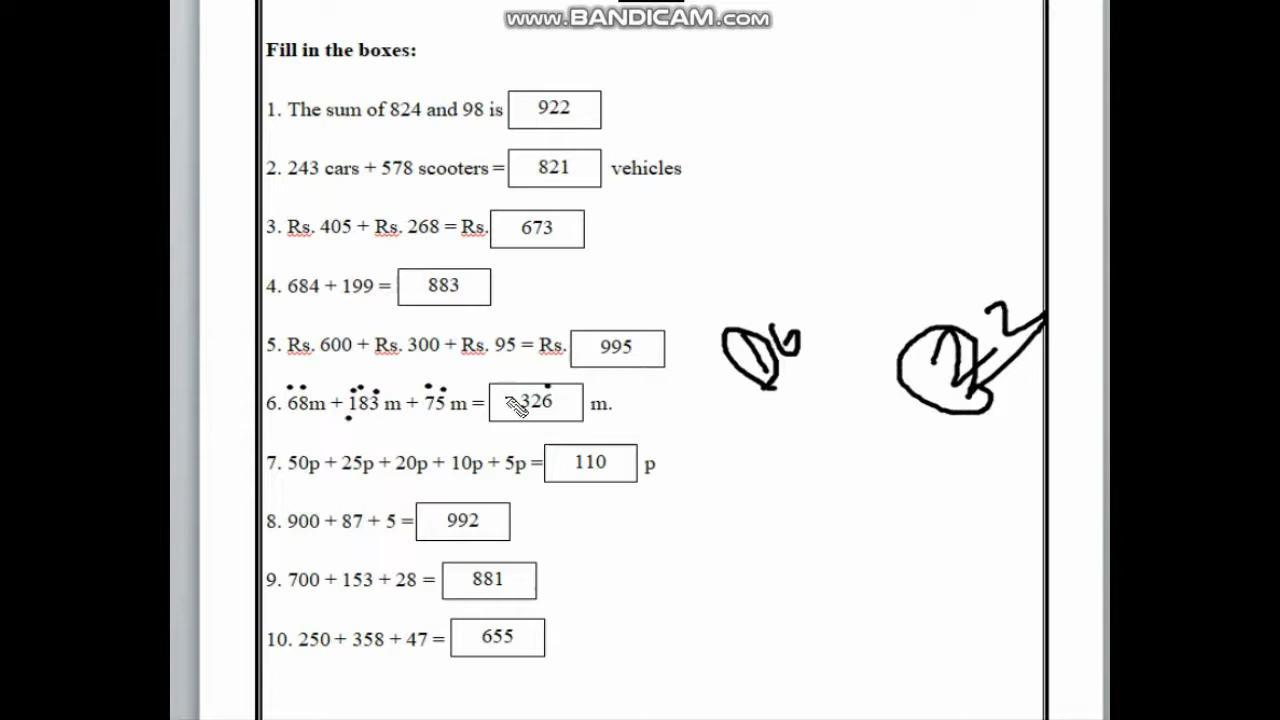 WWW.BANDICAM.COM
Fill in the boxes:
1. The sum of 824 and 98 is 922
2. 243 cars + 578 scooters = 821 vehicles
3. Rs. 405 + Rs. 268 = Rs. 673
4. 684 + 199 = 883
5. Rs. 600 + Rs. 300 + Rs. 95 = Rs. 995
6. 68m + 183 m + 75 m = 326 m.
7. 50p + 25p + 20p + 10p + 5p = 110 p
8. 900 + 87 + 5 = 992
9. 700 + 153 + 28 = 881
10. 250 + 358 + 47 = 655